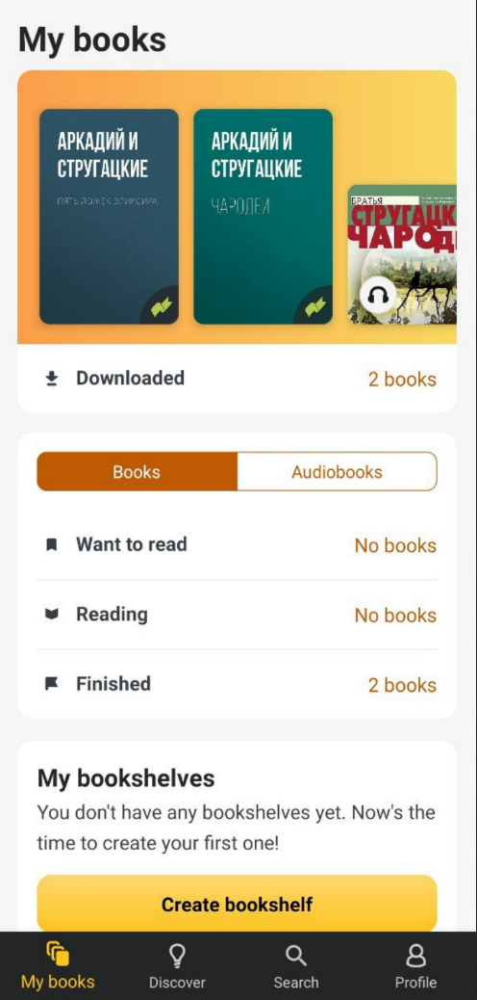 My books
АРКАДИЙ И
СТРУГАЦКИЕ
ПЯТЬ ЛОЖЕК ЭЛИКСИРА
АРКАДИЙ И
СТРУГАЦКИЕ
ЧАРОДЕИ
БРАТЬЯ
СТРУГАЦК
ЧАРОД
Downloaded
2 books
Books
Audiobooks
Want to read
No books
Reading
No books
Finished
2 books
My bookshelves
You don't have any bookshelves yet. Now's the
time to create your first one!
Create bookshelf
My books
Discover
Search
Profile